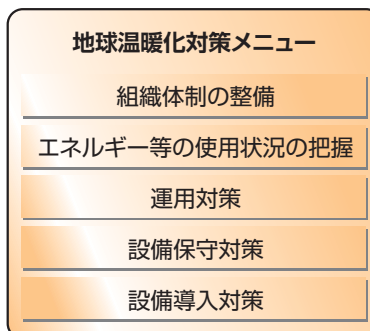 地球温暖化対策メニュー
組織体制の整備
エネルギー等の使用状況の把握
運用対策
設備保守対策
設備導入対策